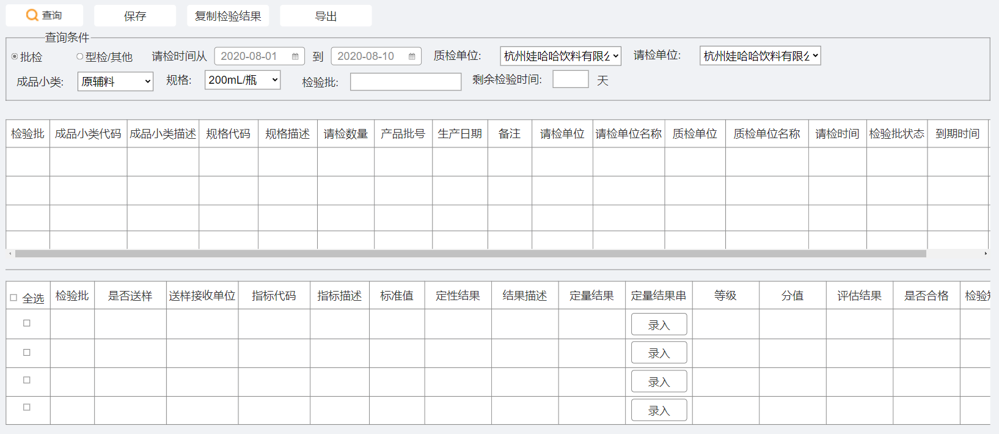 查询 保存 复制检验结果 导出
查询条件
批检 型检/其他 请检时间从 2020-08-01 到 2020-08-10 质检单位: 杭州娃哈哈饮料有限公 请检单位: 杭州娃哈哈饮料有限公
成品小类: 原辅料 规格: 200mL/瓶 检验批: 剩余检验时间: 天
检验批 成品小类代码 成品小类描述 规格代码 规格描述 请检数量 产品批号 生产日期 备注 请检单位 请检单位名称 质检单位 质检单位名称 请检时间 检验批状态 到期时间
全选 检验批 是否送样 送样接收单位 指标代码 指标描述 标准值 定性结果 结果描述 定量结果 定量结果串 等级 分值 评估结果 是否合格 检验
录入
录入
录入
录入